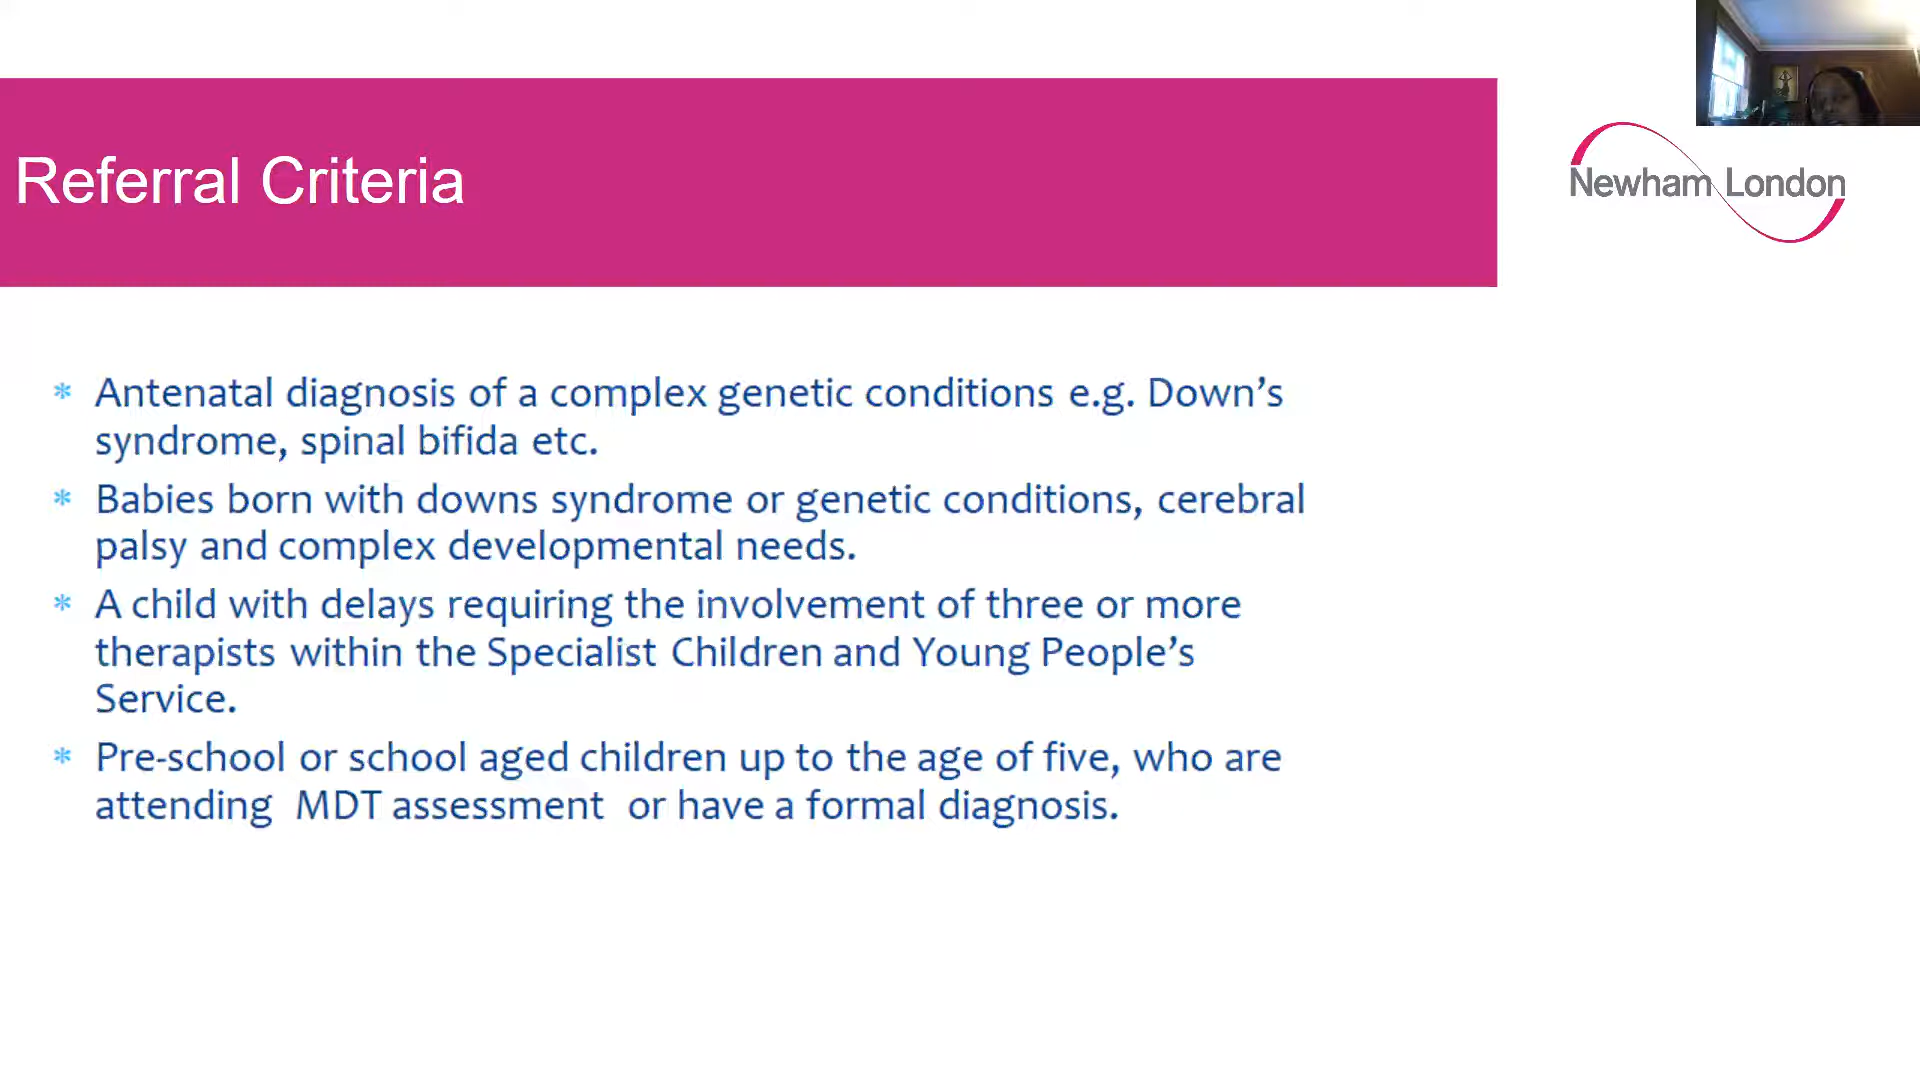 Referral Criteria
Newham London
* Antenatal diagnosis of a complex genetic conditions e.g. Down’s
syndrome, spinal bifida etc.
* Babies born with downs syndrome or genetic conditions, cerebral
palsy and complex developmental needs.
* A child with delays requiring the involvement of three or more
therapists within the Specialist Children and Young People’s
Service.
* Pre-school or school aged children up to the age of five, who are
attending  MDT assessment  or have a formal diagnosis.